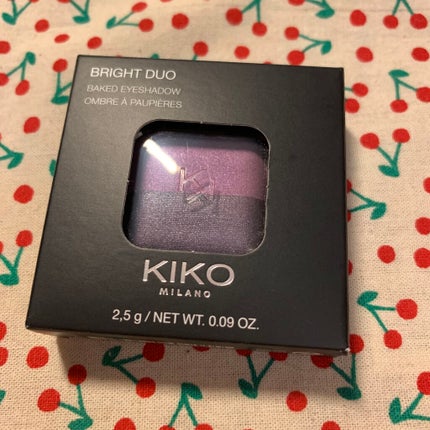 BRIGHT DUO
BAKED EYESHADOW
OMBRE À PAUPIÈRES
KIKO
MILANO
2,5 g / NET WT. 0.09 OZ.